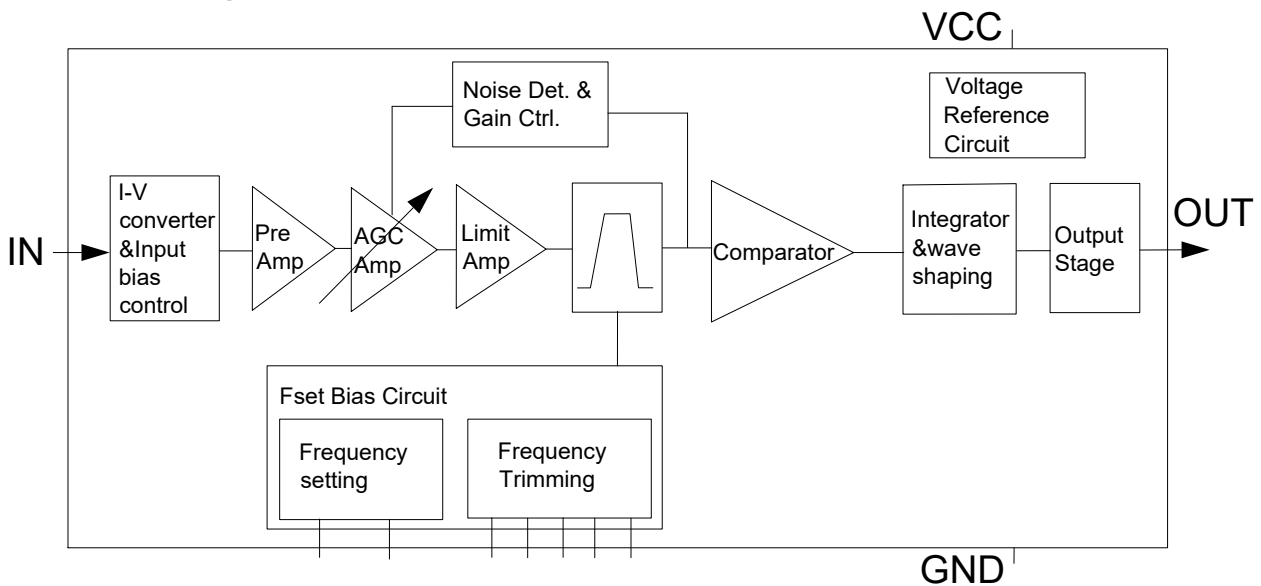 VCC
Noise Det. &
Gain Ctrl.
Voltage
Reference
Circuit
IN
I-V
converter
&Input
bias
control
Pre
Amp
AGC
Amp
Limit
Amp
Comparator
Integrator
&wave
shaping
Output
Stage
OUT
Fset Bias Circuit
Frequency
setting
Frequency
Trimming
GND